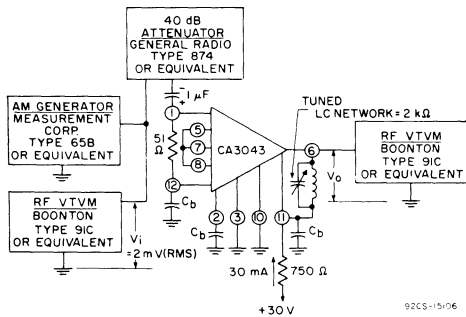 40 dB
ATTENUATOR
GENERAL RADIO
TYPE 874
OR EQUIVALENT
- 1 μF
+
AM GENERATOR
MEASUREMENT
CORP.
TYPE 65B
OR EQUIVALENT
1
51
Ω
5
7
8
12
CA3043
TUNED
LC NETWORK = 2 kΩ
6
RF VTVM
BOONTON
TYPE 91C
OR EQUIVALENT
Vo
RF VTVM
BOONTON
TYPE 91C
OR EQUIVALENT
Vi
=2 mV(RMS)
Cb
2
3
10
11
Cb
Cb
30 mA
750 Ω
+30 V
92CS-15106